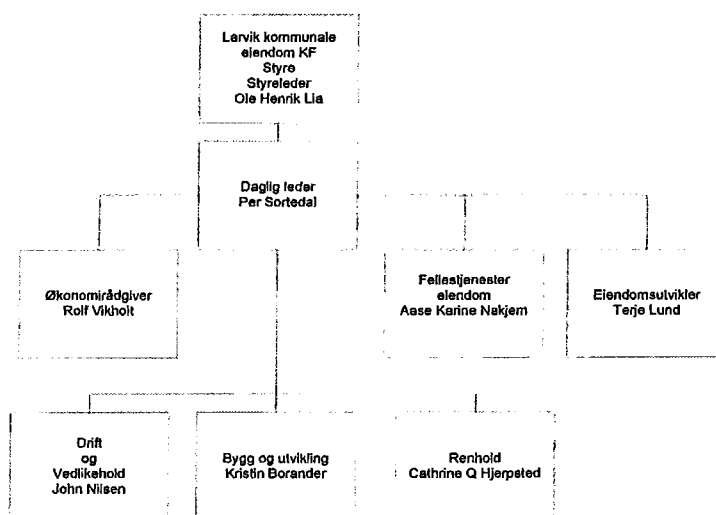 Larvik kommunale
eiendom KF
Styre
Styreleder
Ole Henrik Lia
Daglig leder
Per Sortedal
Økonomirådgiver
Rolf Vikholt
Fellestjenester
eiendom
Aase Karine Nakjem
Eiendomsutvikler
Terje Lund
Drift
og
Vedlikehold
John Nilsen
Bygg og utvikling
Kristin Borander
Renhold
Cathrine Q Hjerpsted